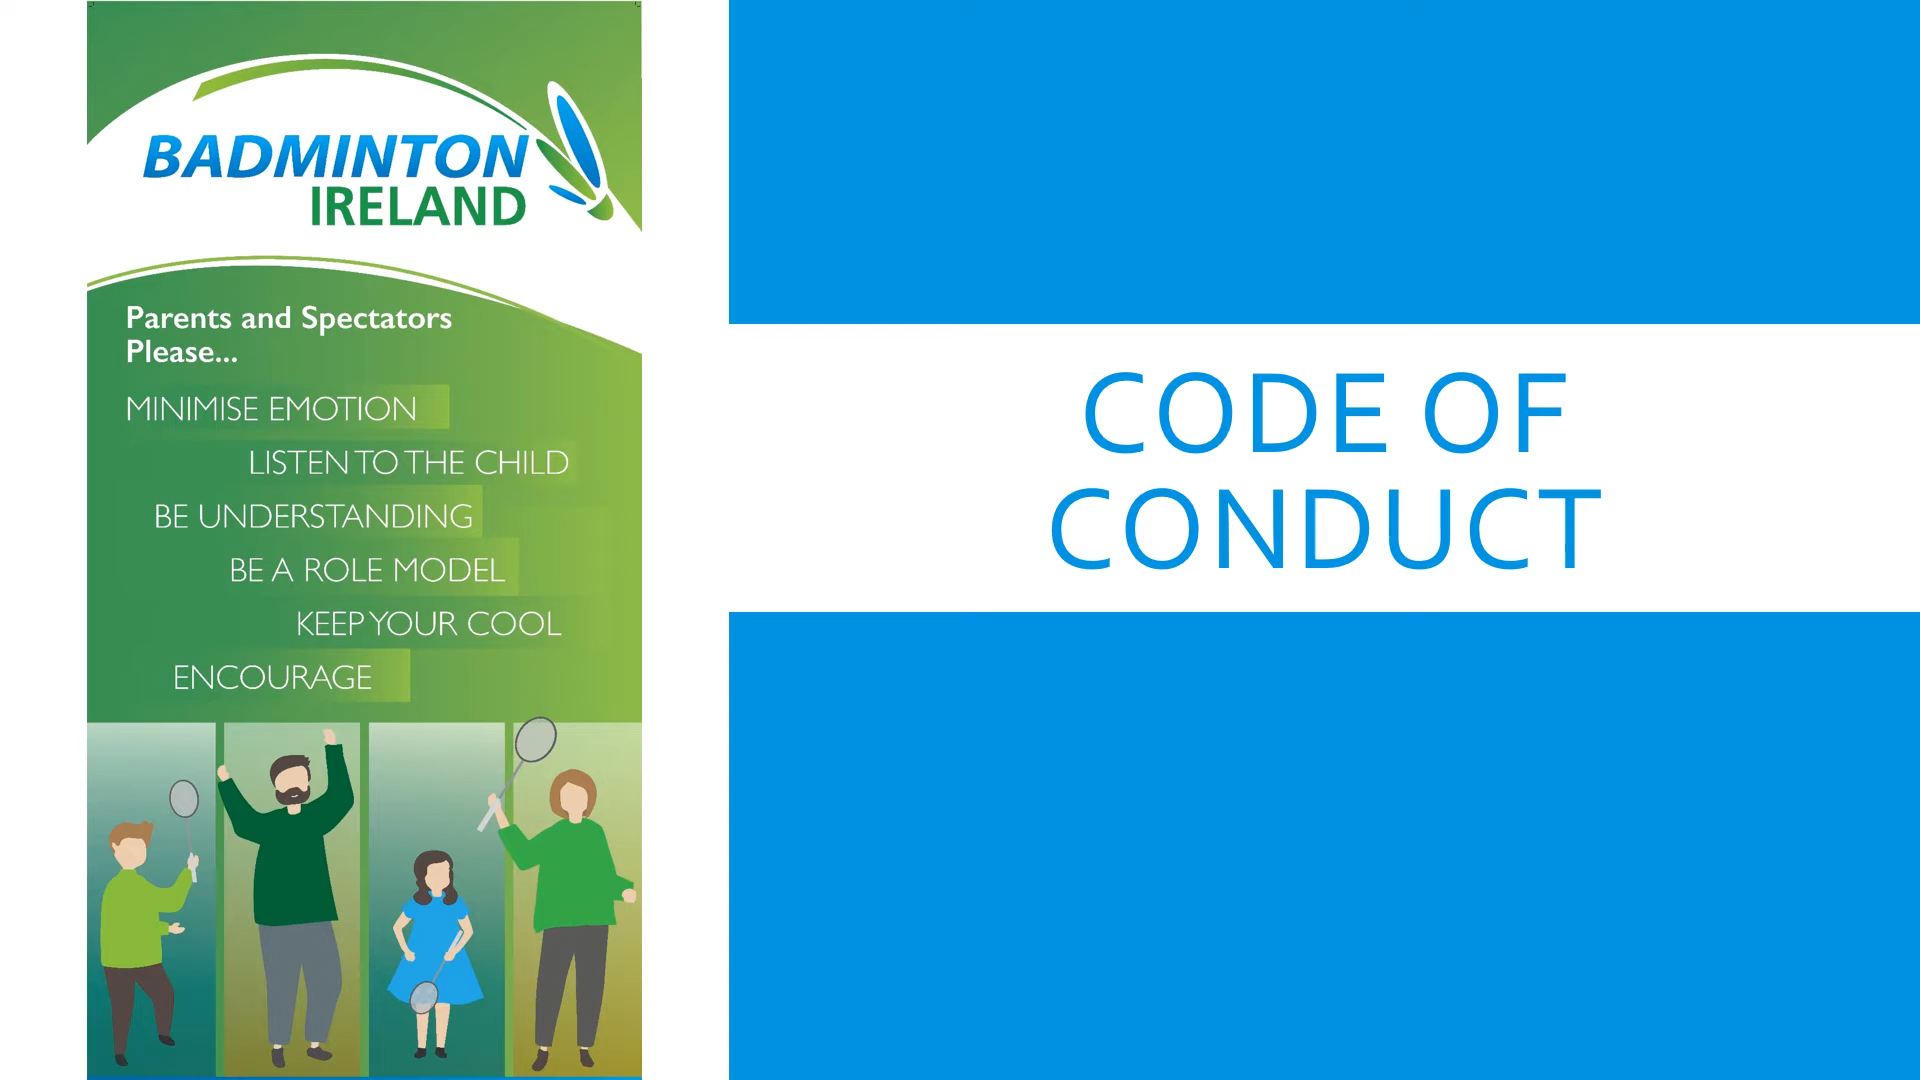 BADMINTON
IRELAND
Parents and Spectators
Please...
MINIMISE EMOTION
LISTEN TO THE CHILD
BE UNDERSTANDING
BE A ROLE MODEL
KEEP YOUR COOL
ENCOURAGE
CODE OF
CONDUCT